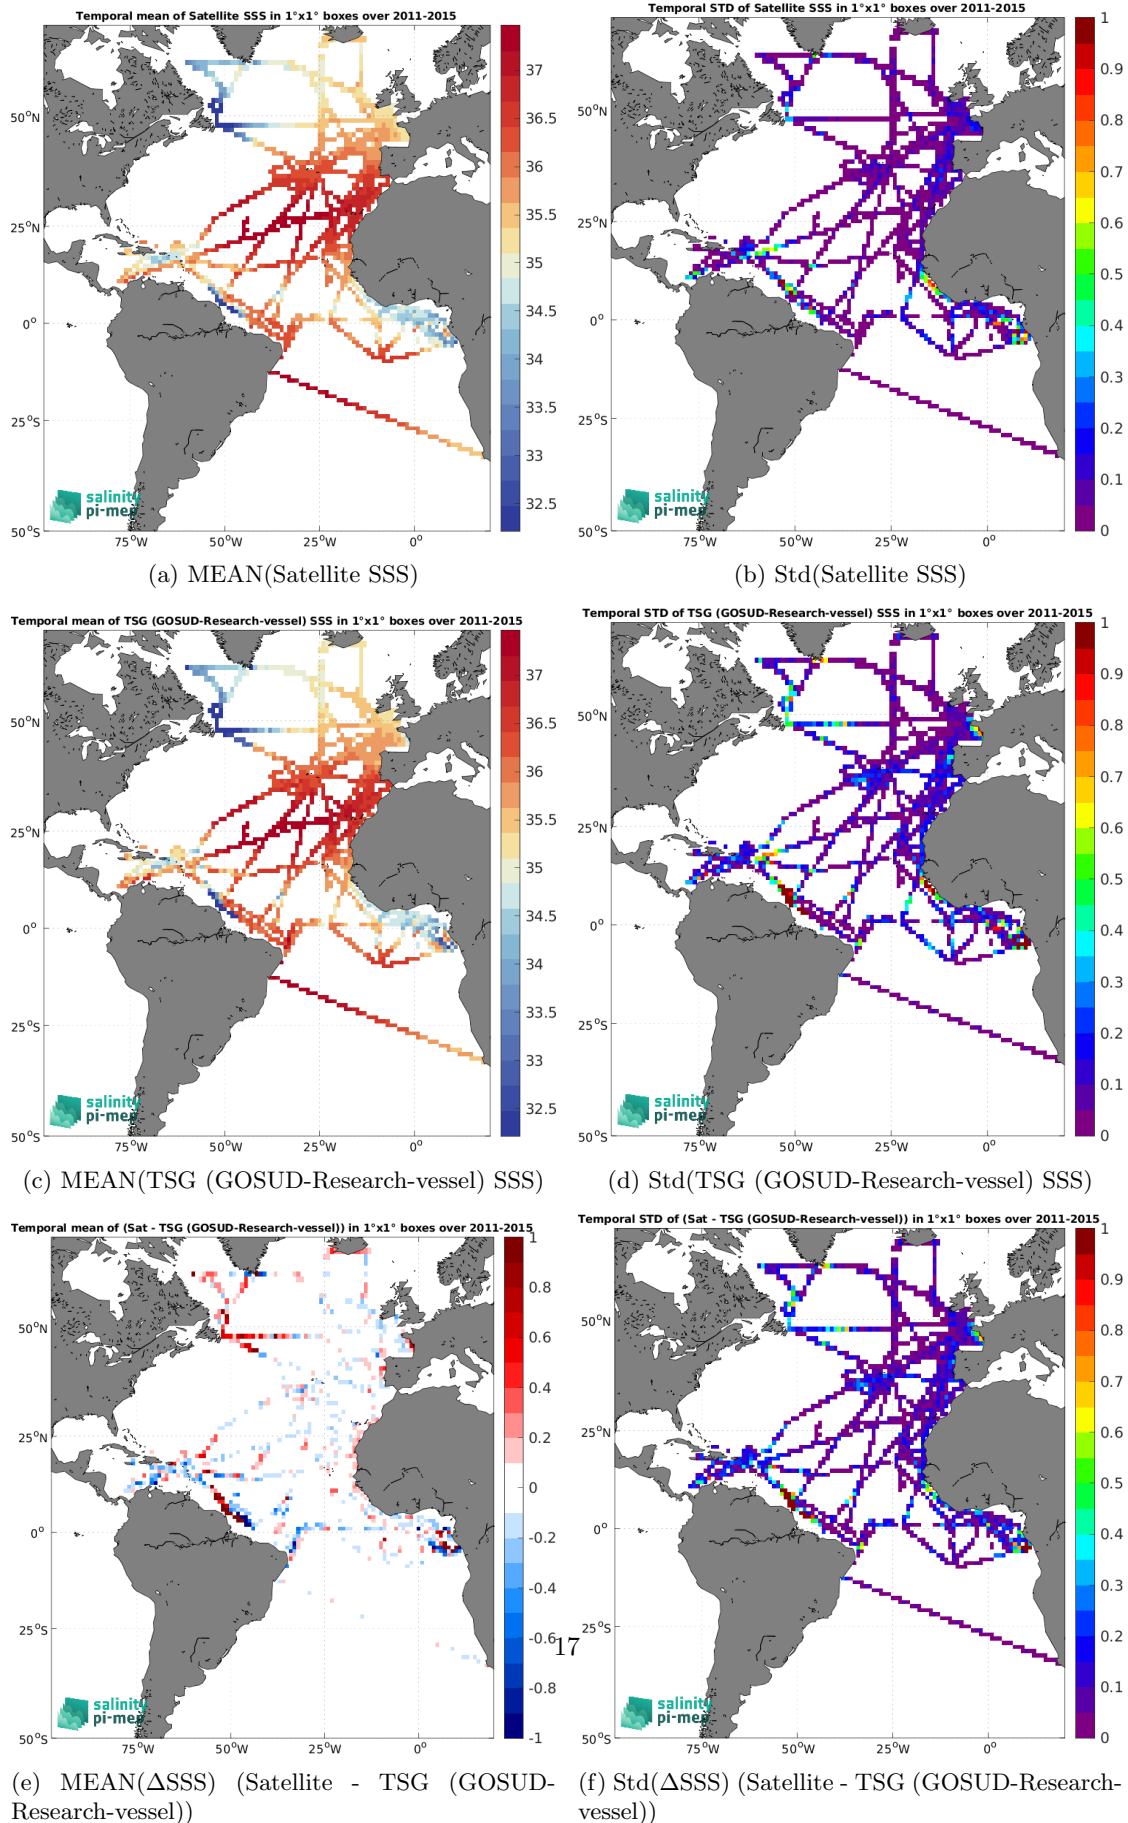 Temporal mean of Satellite SSS in 1°x1° boxes over 2011-2015
50°N
25°N
0°
25°S
50°S
75°W
50°W
25°W
0°
37
36.5
36
35.5
35
34.5
34
33.5
33
32.5
salinity
pi-mep
(a) MEAN(Satellite SSS)
Temporal STD of Satellite SSS in 1°x1° boxes over 2011-2015
50°N
25°N
0°
25°S
50°S
75°W
50°W
25°W
0°
1
0.9
0.8
0.7
0.6
0.5
0.4
0.3
0.2
0.1
0
salinity
pi-mep
(b) Std(Satellite SSS)
Temporal mean of TSG (GOSUD-Research-vessel) SSS in 1°x1° boxes over 2011-2015
50°N
25°N
0°
25°S
50°S
75°W
50°W
25°W
0°
37
36.5
36
35.5
35
34.5
34
33.5
33
32.5
salinity
pi-mep
(c) MEAN(TSG (GOSUD-Research-vessel) SSS)
Temporal STD of TSG (GOSUD-Research-vessel) SSS in 1°x1° boxes over 2011-2015
50°N
25°N
0°
25°S
50°S
75°W
50°W
25°W
0°
1
0.9
0.8
0.7
0.6
0.5
0.4
0.3
0.2
0.1
0
salinity
pi-mep
(d) Std(TSG (GOSUD-Research-vessel) SSS)
Temporal mean of (Sat - TSG (GOSUD-Research-vessel)) in 1°x1° boxes over 2011-2015
50°N
25°N
0°
25°S
50°S
75°W
50°W
25°W
0°
1
0.8
0.6
0.4
0.2
0
-0.2
-0.4
-0.6
-0.8
-1
salinity
pi-mep
(e) MEAN(ΔSSS) (Satellite - TSG (GOSUD-
Research-vessel))
Temporal STD of (Sat - TSG (GOSUD-Research-vessel)) in 1°x1° boxes over 2011-2015
50°N
25°N
0°
25°S
50°S
75°W
50°W
25°W
0°
1
0.9
0.8
0.7
0.6
0.5
0.4
0.3
0.2
0.1
0
salinity
pi-mep
(f) Std(ΔSSS) (Satellite - TSG (GOSUD-Research-
vessel))
17